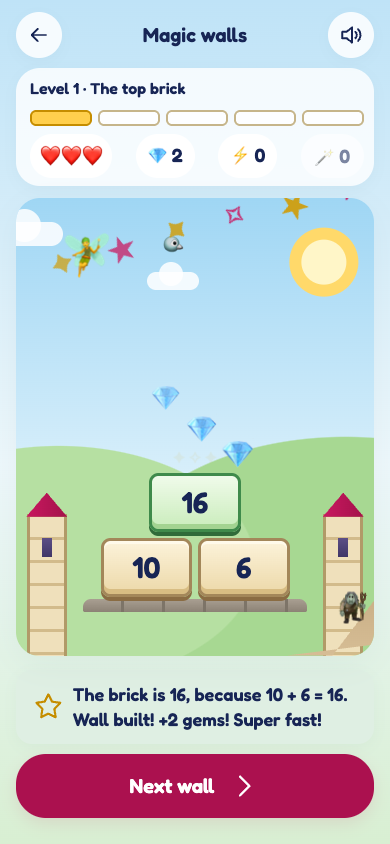 Magic walls
Level 1 · The top brick
2
0
0
16
10
6
The brick is 16, because 10 + 6 = 16.
Wall built! +2 gems! Super fast!
Next wall